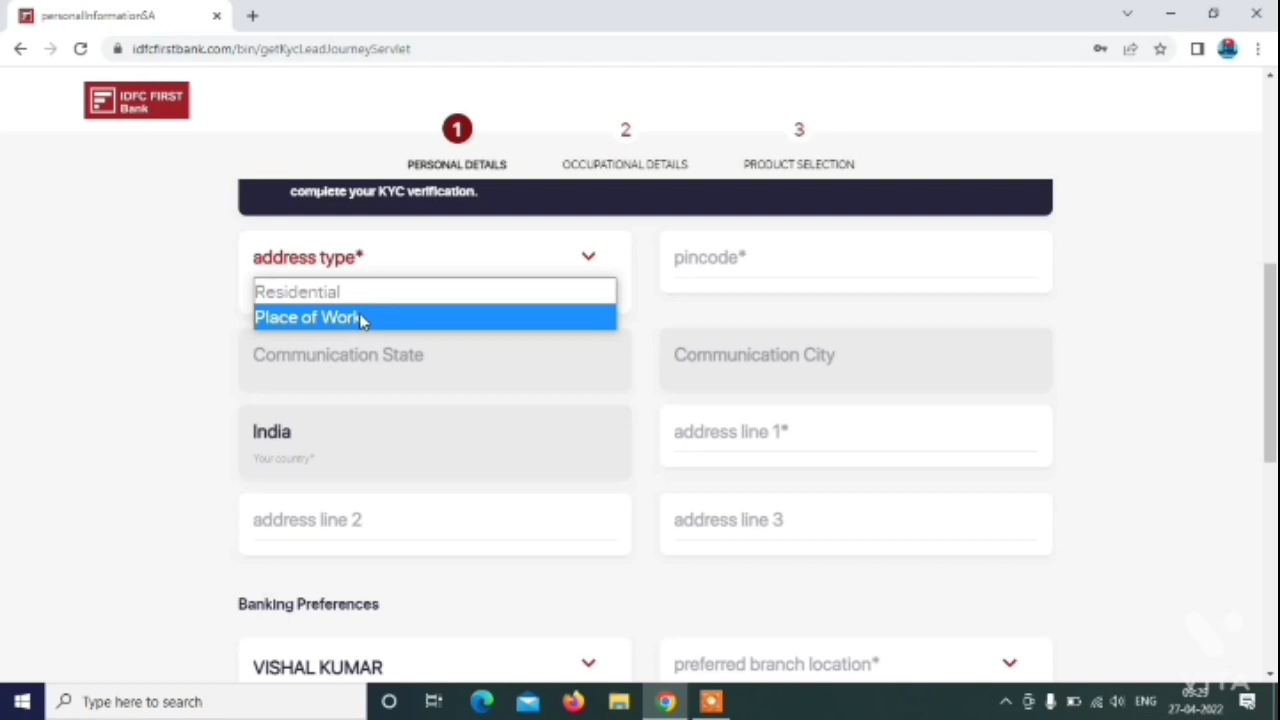 personalInformationSA
idfcfirstbank.com/bin/getKycLeadJourneyServlet
IDFC FIRST
Bank
1
2
3
PERSONAL DETAILS
OCCUPATIONAL DETAILS
PRODUCT SELECTION
complete your KYC verification.
address type*
pincode*
Residential
Place of Work
Communication State
Communication City
India
Your country*
address line 1*
address line 2
address line 3
Banking Preferences
VISHAL KUMAR
preferred branch location*
VITA
Type here to search
ENG
09:29
27-04-2022